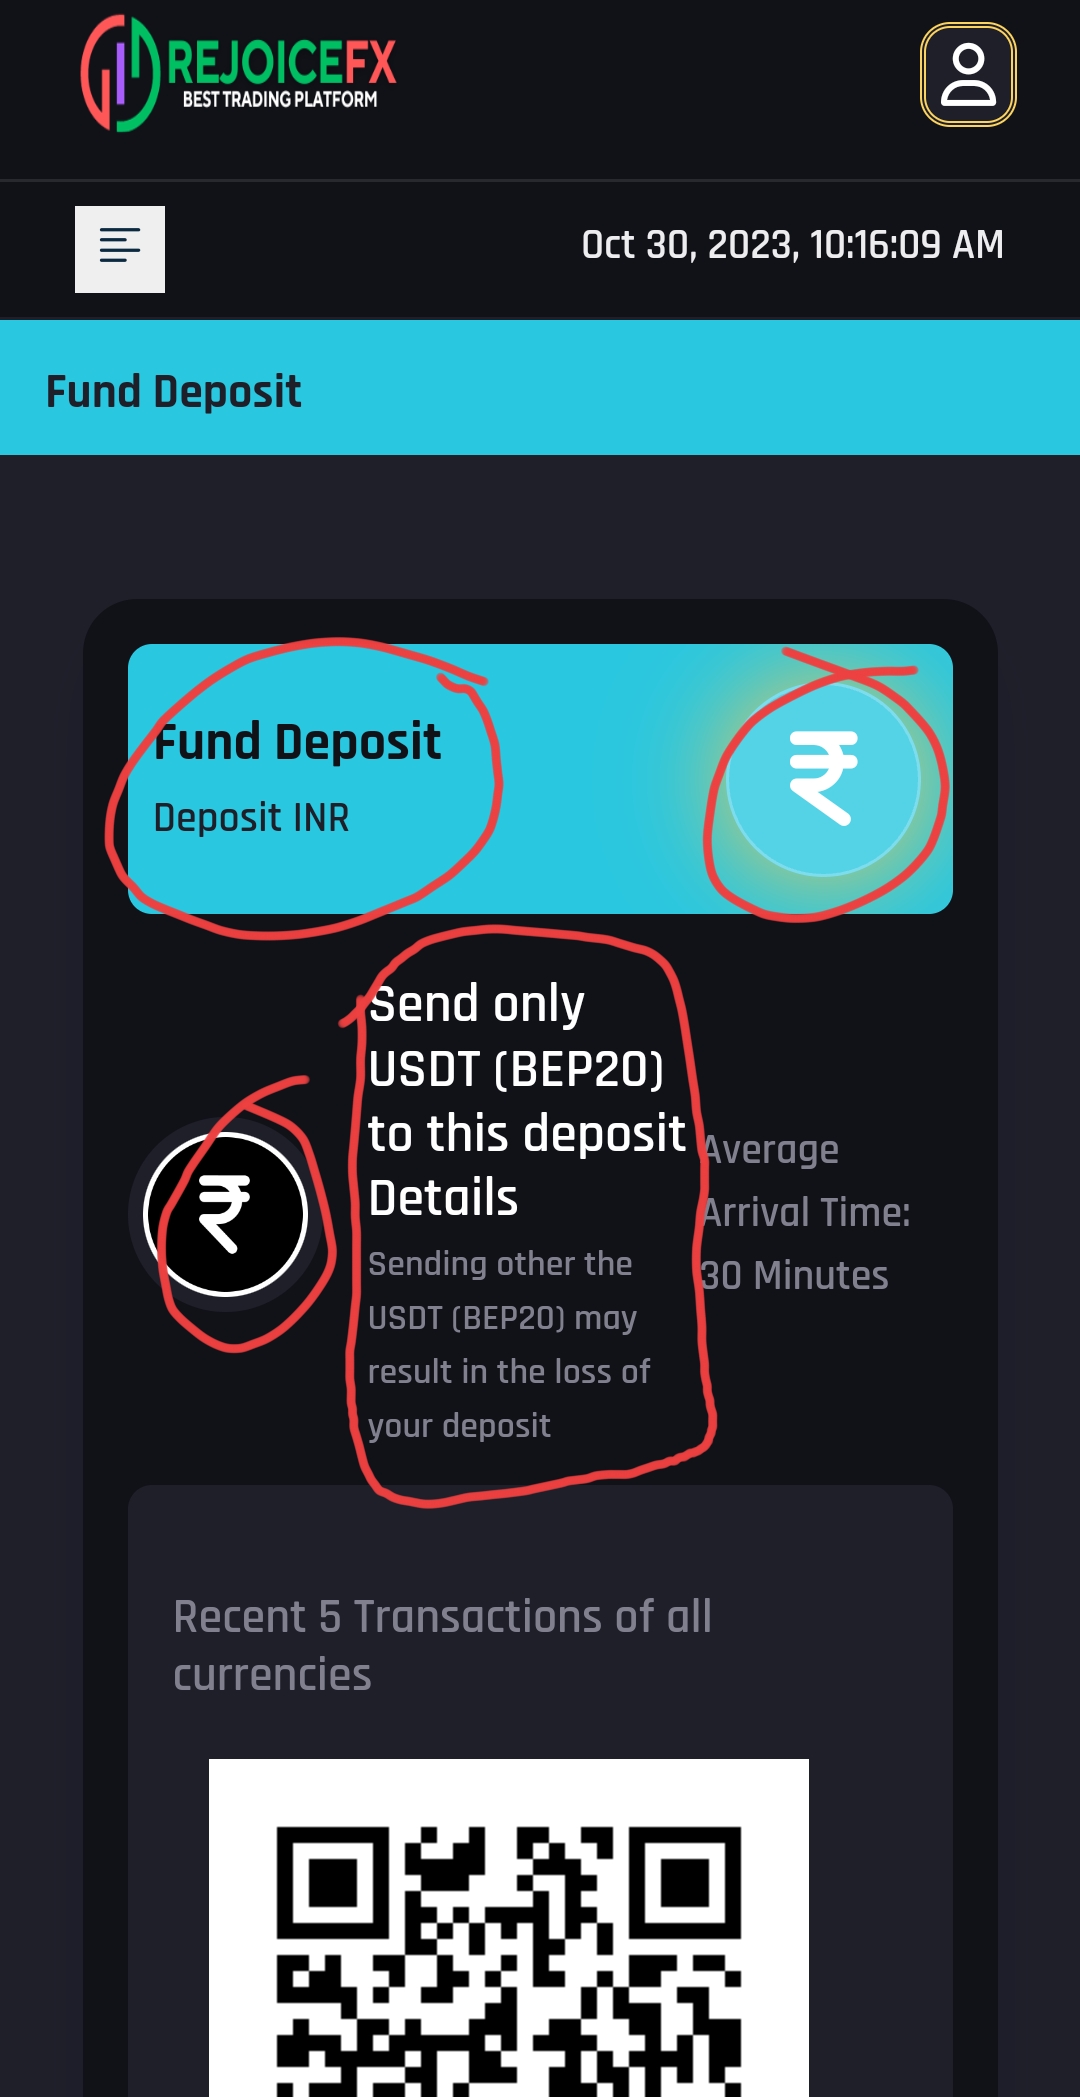 REJOICEFX
BEST TRADING PLATFORM
Oct 30, 2023, 10:16:09 AM
Fund Deposit
Fund Deposit
Deposit INR
₹
₹
Send only
USDT (BEP20)
to this deposit
Details
Sending other the
USDT (BEP20) may
result in the loss of
your deposit
Average
Arrival Time:
30 Minutes
Recent 5 Transactions of all
currencies